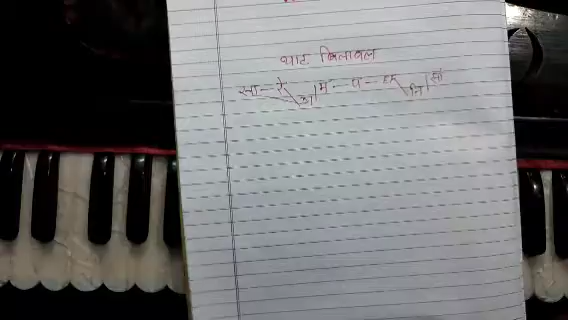 थाट बिलावल
सा - रे ग म - प - ध नि सां